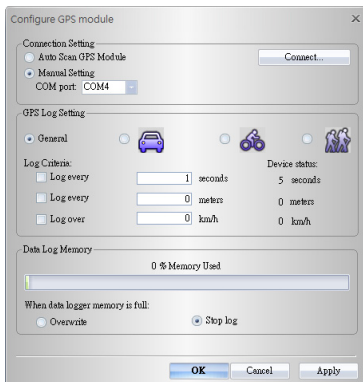 Configure GPS module
Connection Setting
Auto Scan GPS Module
Connect...
Manual Setting
COM port: COM4
GPS Log Setting
General
Log Criteria:
Device status:
Log every 1 seconds 5 seconds
Log every 0 meters 0 meters
Log over 0 km/h 0 km/h
Data Log Memory
0 % Memory Used
When data logger memory is full:
Overwrite Stop log
OK Cancel Apply